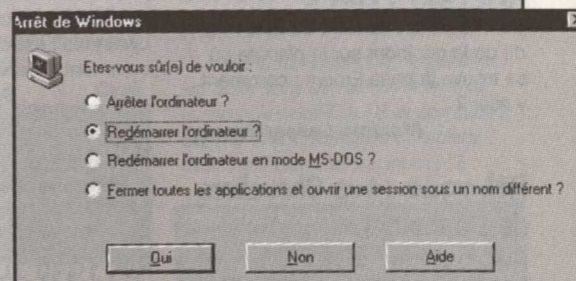 Arrêt de Windows
Etes-vous sûr(e) de vouloir :
Arrêter l'ordinateur ?
Redémarrer l'ordinateur ?
Redémarrer l'ordinateur en mode MS-DOS ?
Fermer toutes les applications et ouvrir une session sous un nom différent ?
Oui
Non
Aide